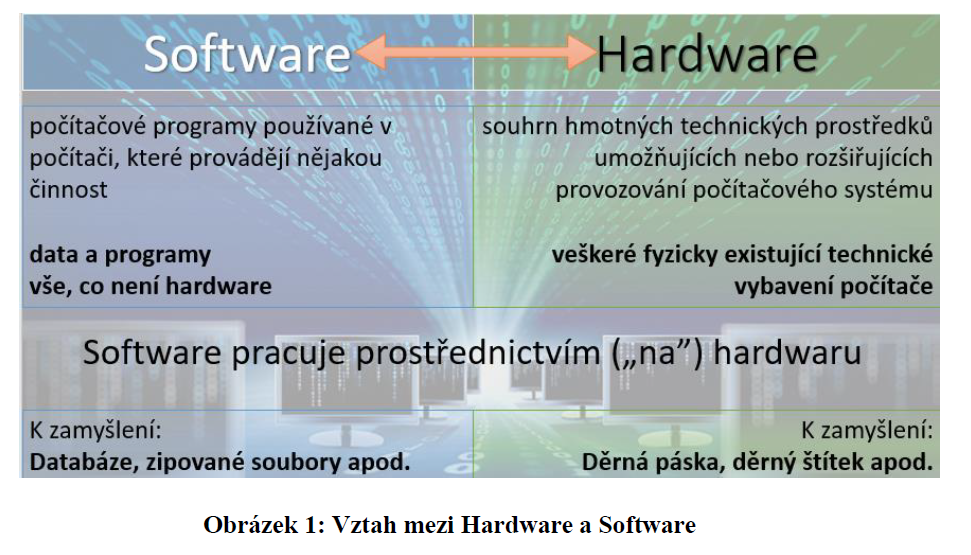 Software
Hardware
počítačové programy používané v
počítači, které provádějí nějakou
činnost
data a programy
vše, co není hardware
souhrn hmotných technických prostředků
umožňujících nebo rozšiřujících
provozování počítačového systému
veškeré fyzicky existující technické
vybavení počítače
Software pracuje prostřednictvím („na”) hardwaru
K zamyšlení:
Databáze, zipované soubory apod.
K zamyšlení:
Děrná páska, děrný štítek apod.
Obrázek 1: Vztah mezi Hardware a Software